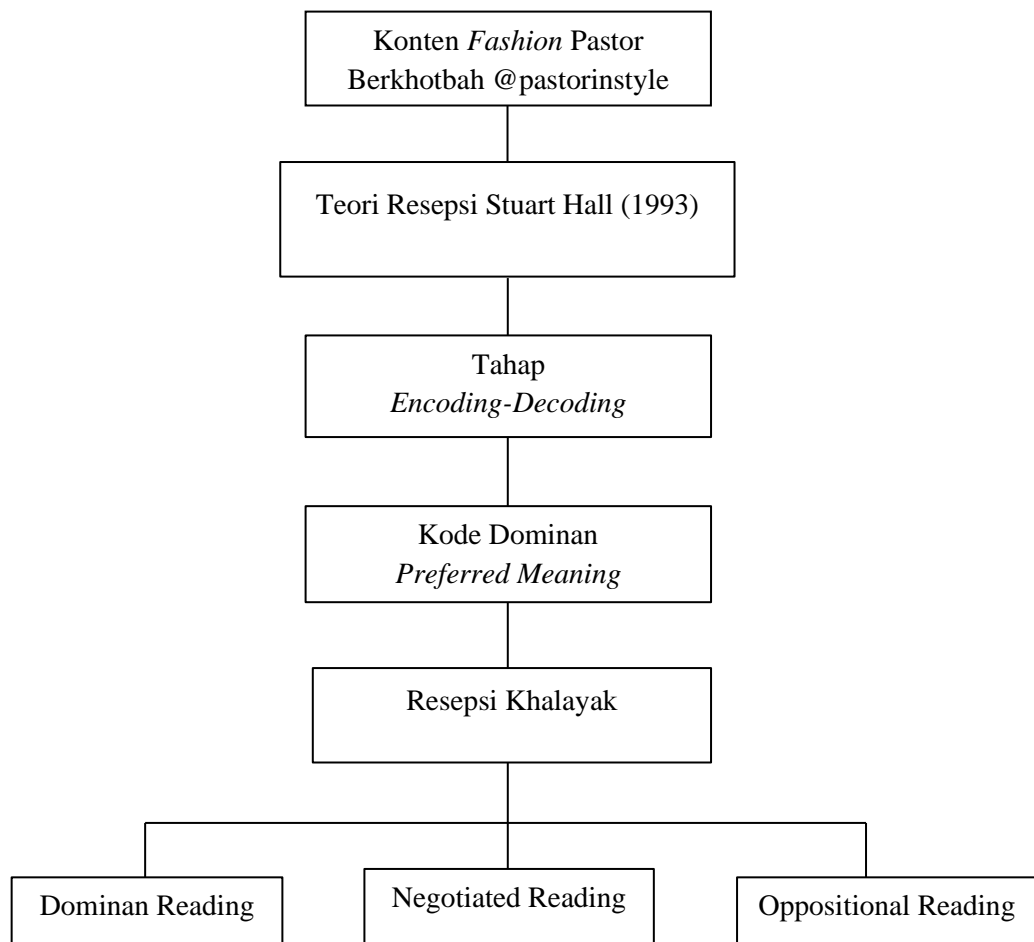 Konten Fashion Pastor
Berkhotbah @pastorinstyle
Teori Resepsi Stuart Hall (1993)
Tahap
Encoding-Decoding
Kode Dominan
Preferred Meaning
Resepsi Khalayak
Dominan Reading
Negotiated Reading
Oppositional Reading